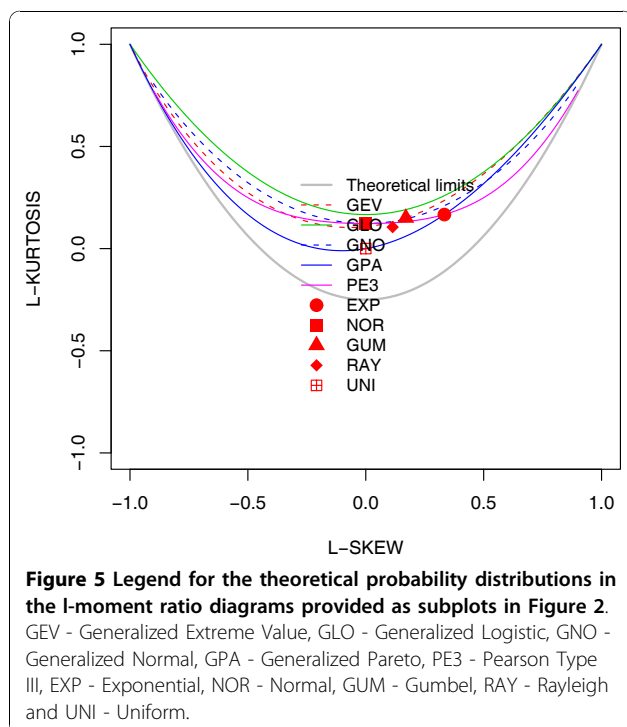 1.0
0.5
0.0
−0.5
−1.0
L−KURTOSIS
Theoretical limits
GEV
GLO
GNO
GPA
PE3
EXP
NOR
GUM
RAY
UNI
−1.0 −0.5 0.0 0.5 1.0
L−SKEW
Figure 5 Legend for the theoretical probability distributions in
the l-moment ratio diagrams provided as subplots in Figure 2.
GEV - Generalized Extreme Value, GLO - Generalized Logistic, GNO -
Generalized Normal, GPA - Generalized Pareto, PE3 - Pearson Type
III, EXP - Exponential, NOR - Normal, GUM - Gumbel, RAY - Rayleigh
and UNI - Uniform.